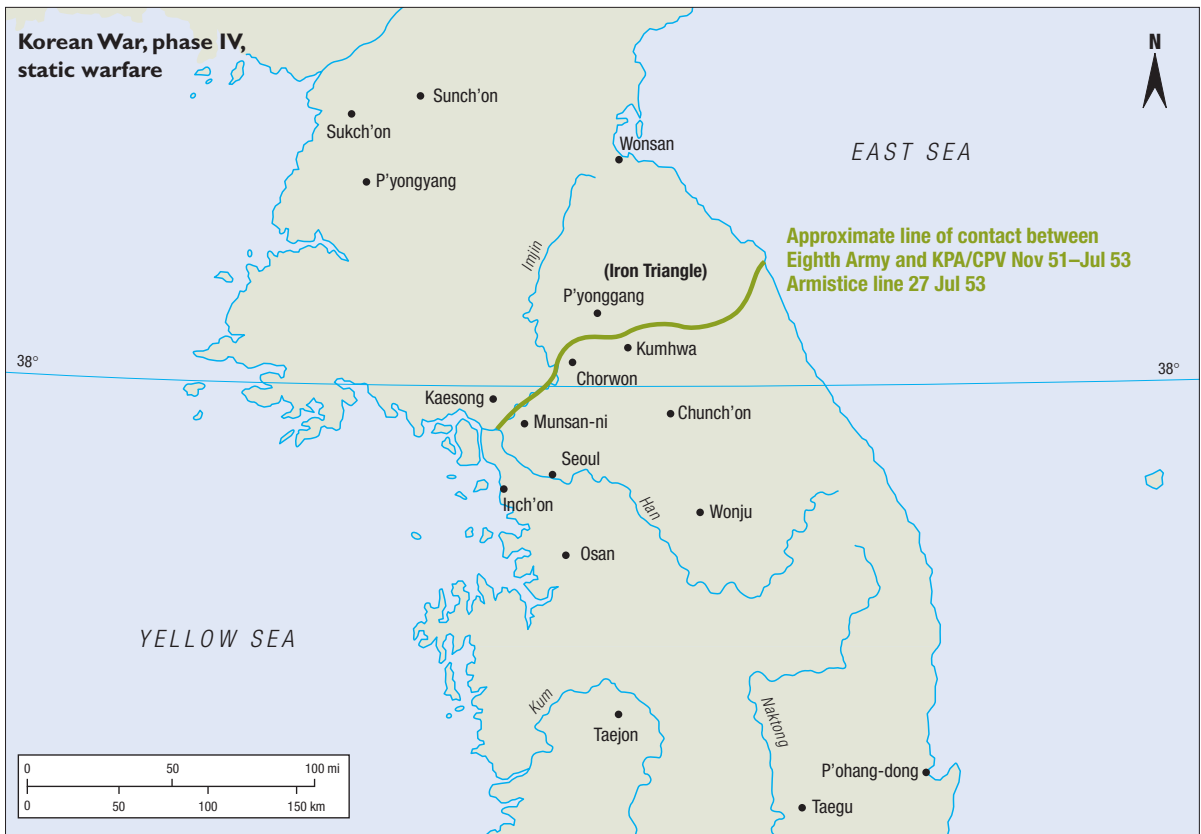 Korean War, phase IV,
static warfare
N
Sunch'on
Sukch'on
Wonsan
EAST SEA
P'yongyang
Imjin
Approximate line of contact between
Eighth Army and KPA/CPV Nov 51–Jul 53
Armistice line 27 Jul 53
(Iron Triangle)
P'yonggang
Kumhwa
38°
38°
Chorwon
Kaesong
Chunch'on
Munsan-ni
Seoul
Inch'on
Han
Wonju
Osan
YELLOW SEA
Kum
Naktong
Taejon
P'ohang-dong
Taegu
0 50 100 mi
0 50 100 150 km